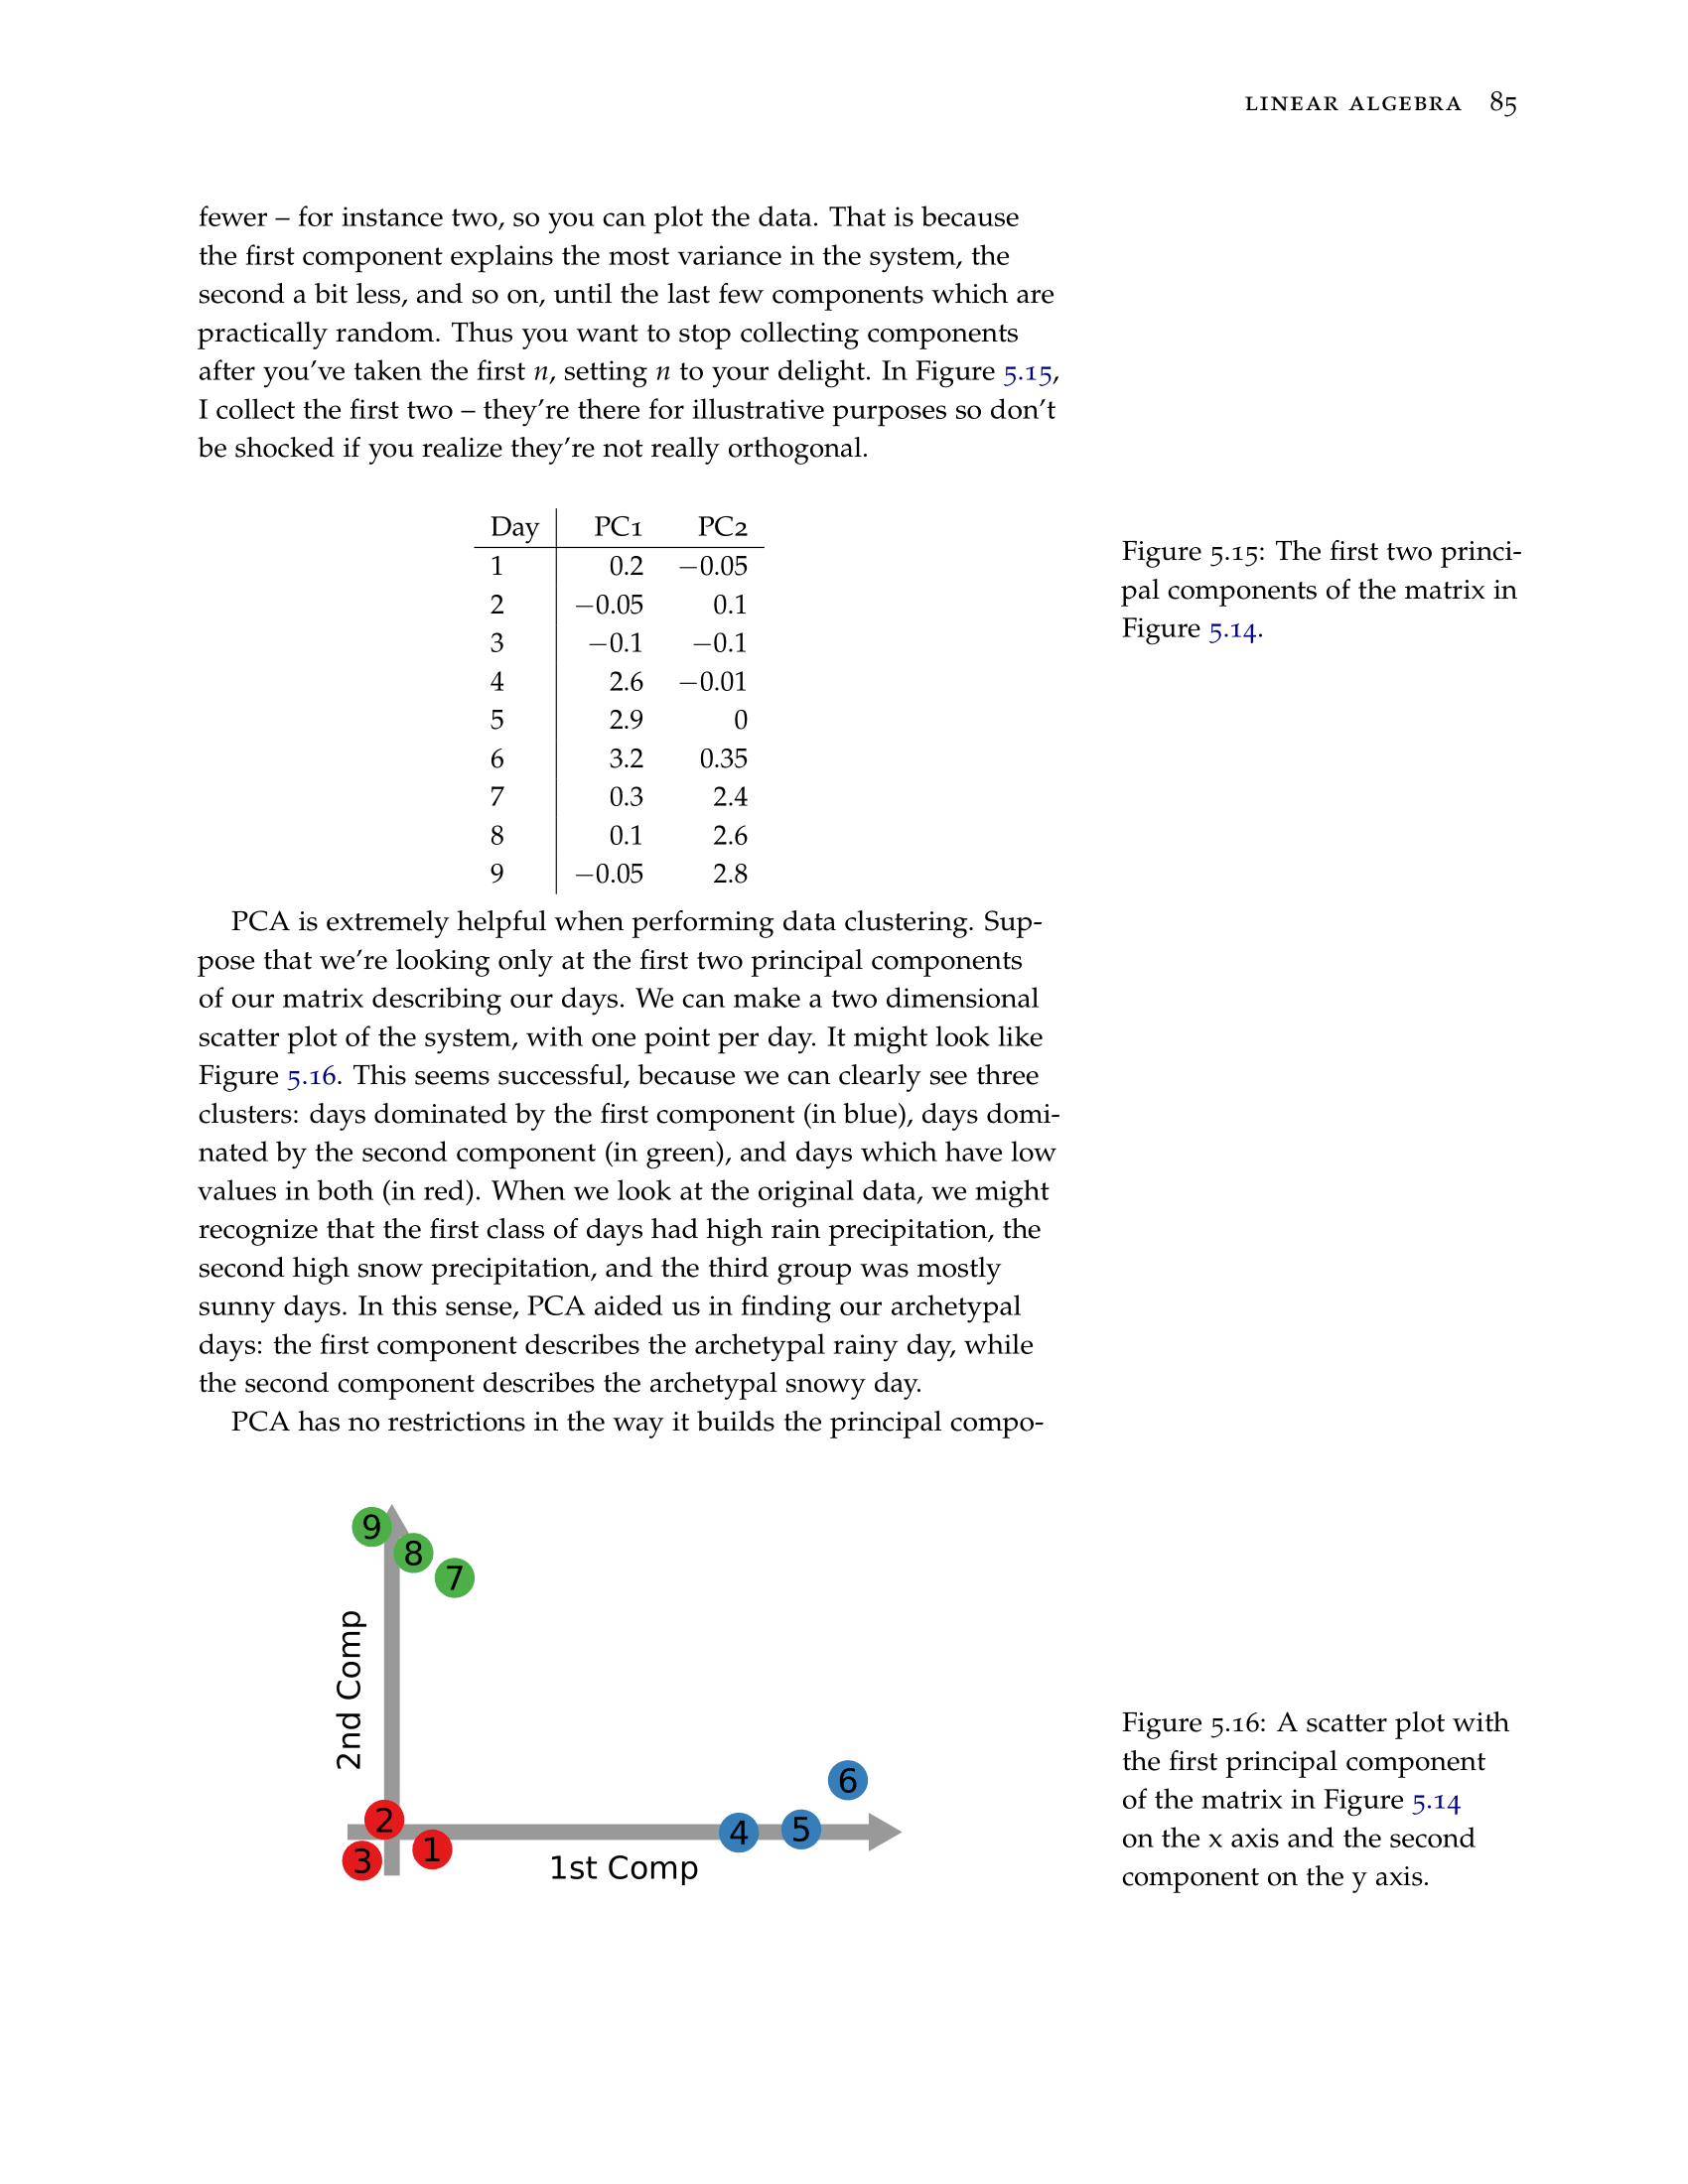 LINEAR ALGEBRA 85
fewer – for instance two, so you can plot the data. That is because
the first component explains the most variance in the system, the
second a bit less, and so on, until the last few components which are
practically random. Thus you want to stop collecting components
after you’ve taken the first n, setting n to your delight. In Figure 5.15,
I collect the first two – they’re there for illustrative purposes so don’t
be shocked if you realize they’re not really orthogonal.
Day PC1 PC2
1 0.2 −0.05
2 −0.05 0.1
3 −0.1 −0.1
4 2.6 −0.01
5 2.9 0
6 3.2 0.35
7 0.3 2.4
8 0.1 2.6
9 −0.05 2.8
Figure 5.15: The first two princi-
pal components of the matrix in
Figure 5.14.
PCA is extremely helpful when performing data clustering. Sup-
pose that we’re looking only at the first two principal components
of our matrix describing our days. We can make a two dimensional
scatter plot of the system, with one point per day. It might look like
Figure 5.16. This seems successful, because we can clearly see three
clusters: days dominated by the first component (in blue), days domi-
nated by the second component (in green), and days which have low
values in both (in red). When we look at the original data, we might
recognize that the first class of days had high rain precipitation, the
second high snow precipitation, and the third group was mostly
sunny days. In this sense, PCA aided us in finding our archetypal
days: the first component describes the archetypal rainy day, while
the second component describes the archetypal snowy day.
PCA has no restrictions in the way it builds the principal compo-
9
8
7
2nd Comp
6
2
4
5
3
1
1st Comp
Figure 5.16: A scatter plot with
the first principal component
of the matrix in Figure 5.14
on the x axis and the second
component on the y axis.